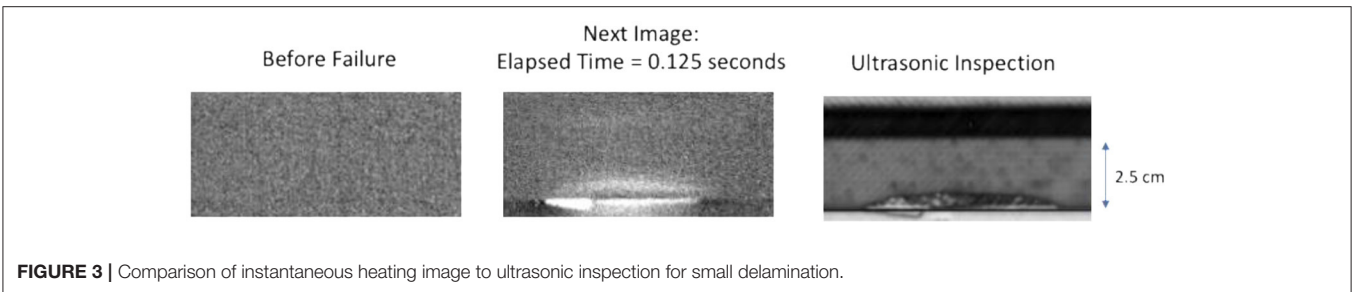 Before Failure
Next Image:
Elapsed Time = 0.125 seconds
Ultrasonic Inspection
2.5 cm
FIGURE 3 | Comparison of instantaneous heating image to ultrasonic inspection for small delamination.